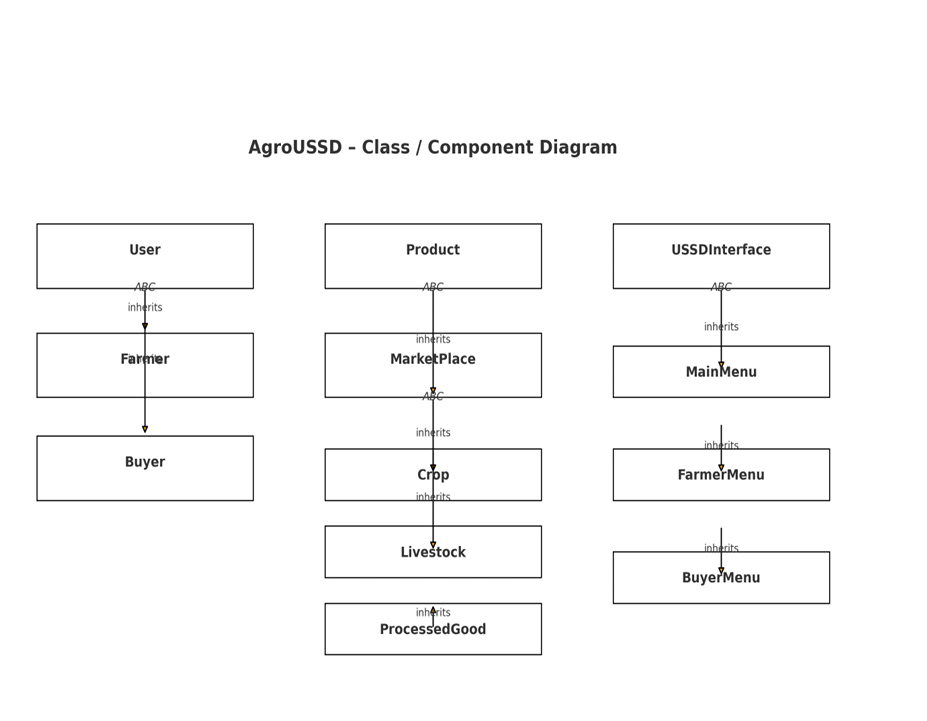 AgroUSSD – Class / Component Diagram
User
ABC
inherits
Farmer
inherits
Buyer
Product
ABC
inherits
MarketPlace
ABC
inherits
Crop
inherits
Livestock
inherits
ProcessedGood
USSDInterface
ABC
inherits
MainMenu
inherits
FarmerMenu
inherits
BuyerMenu